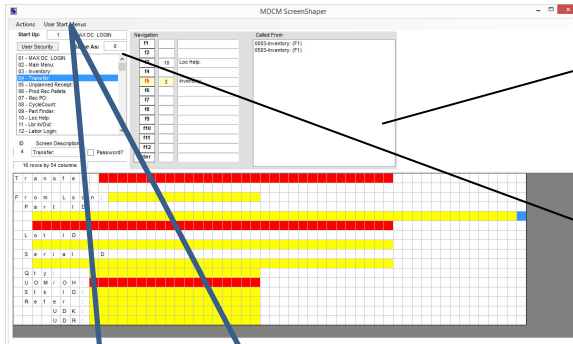 MDCM ScreenShaper
Actions User Start Menus
Start Up: 1 MAX DC LOGIN
User Security As: 0
01 - MAX DC LOGIN
02 - Main Menu:
03 - Inventory:
04 - Transfer:
05 - Unplanned Receipt:
06 - Prod Rec Pallets
07 - Rec PO:
08 - CycleCount:
09 - Part Finder:
10 - Loc Help:
11 - Lbr In/Out:
12 - Labor Login:
ID Screen Description
4 Transfer: Password?
16 rows by 54 columns
Navigation
f1
f2
10 Loc Help:
f4
f5 3 Inventory:
f6
f7
f8
f9
f10
f11
f12
Enter
Called From
0003-Inventory: (F1)
0503-Inventory: (F1)
Transfe
From Loc
Part ID
Lot ID
Serial D
Qty:
UOM/OH:
Stk ID:
Refer :
UDK:
UDR: